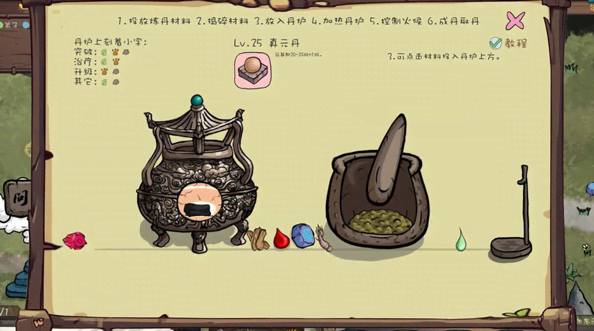 1.投放炼丹材料 2.捣碎材料 3.放入丹炉 4.加热丹炉 5.控制火候 6.成丹取丹
丹炉上刻着小字:
突破:
治疗:
升级:
其它:
Lv.25 真元丹
教程
?.可点击材料投入丹炉上方。
问